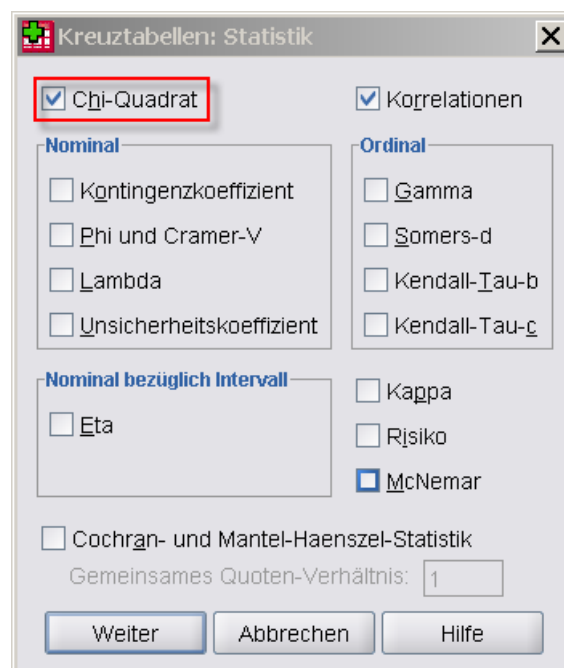 Kreuztabellen: Statistik
Chi-Quadrat
Korrelationen
Nominal
Kontingenzkoeffizient
Phi und Cramer-V
Lambda
Unsicherheitskoeffizient
Ordinal
Gamma
Somers-d
Kendall-Tau-b
Kendall-Tau-c
Nominal bezüglich Intervall
Eta
Kappa
Risiko
McNemar
Cochran- und Mantel-Haenszel-Statistik
Gemeinsames Quoten-Verhältnis: 1
Weiter
Abbrechen
Hilfe